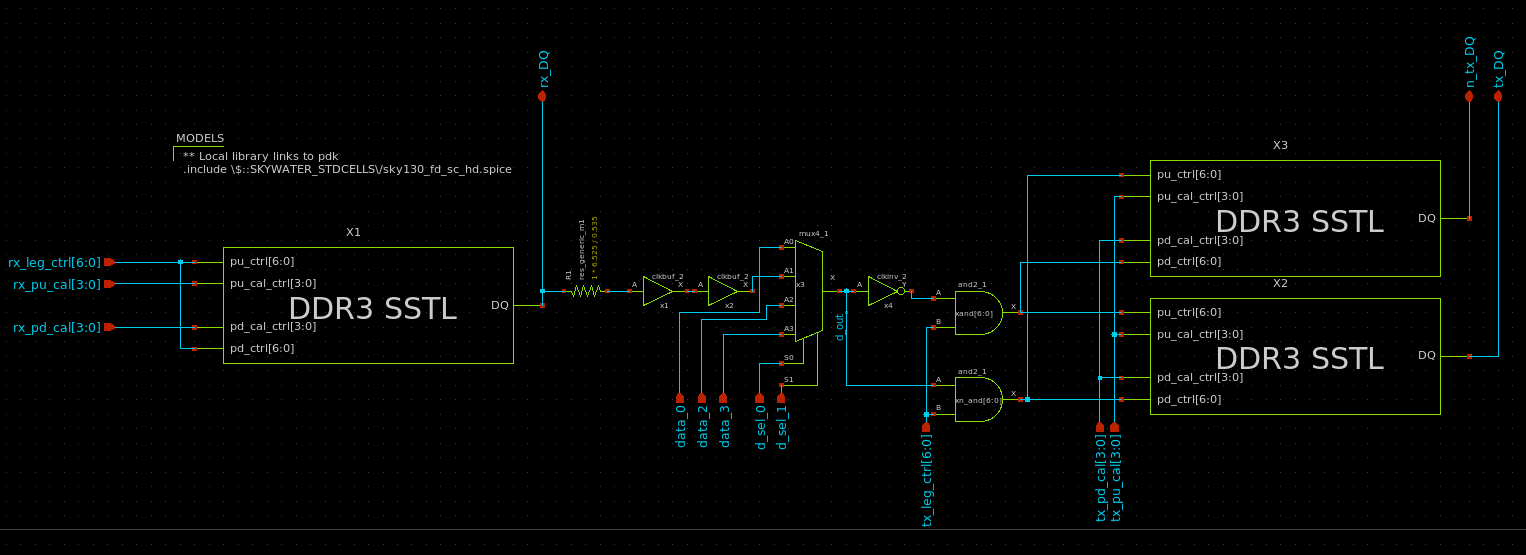 rx_DQ
n_tx_DQ
tx_DQ
MODELS
** Local library links to pdk
.include \$::SKYWATER_STDCELLS\/sky130_fd_sc_hd.spice
X1
rx_leg_ctrl[6:0]
rx_pu_cal[3:0]
rx_pd_cal[3:0]
pu_ctrl[6:0]
pu_cal_ctrl[3:0]
DDR3 SSTL
pd_cal_ctrl[3:0]
pd_ctrl[6:0]
DQ
R1
res_generic_m1
1 * 6.525 / 0.535
clkbuf_2
A
X
x1
clkbuf_2
A
X
x2
mux4_1
A0
A1
x3
A2
A3
S0
S1
X
data_0
data_2
data_3
d_sel_0
d_sel_1
d_out
clkinv_2
A
Y
x4
and2_1
A
B
xand[6:0]
X
and2_1
A
B
xn_and[6:0]
X
tx_leg_ctrl[6:0]
tx_pd_cal[3:0]
tx_pu_cal[3:0]
X3
pu_ctrl[6:0]
pu_cal_ctrl[3:0]
DDR3 SSTL
pd_cal_ctrl[3:0]
pd_ctrl[6:0]
DQ
X2
pu_ctrl[6:0]
pu_cal_ctrl[3:0]
DDR3 SSTL
pd_cal_ctrl[3:0]
pd_ctrl[6:0]
DQ